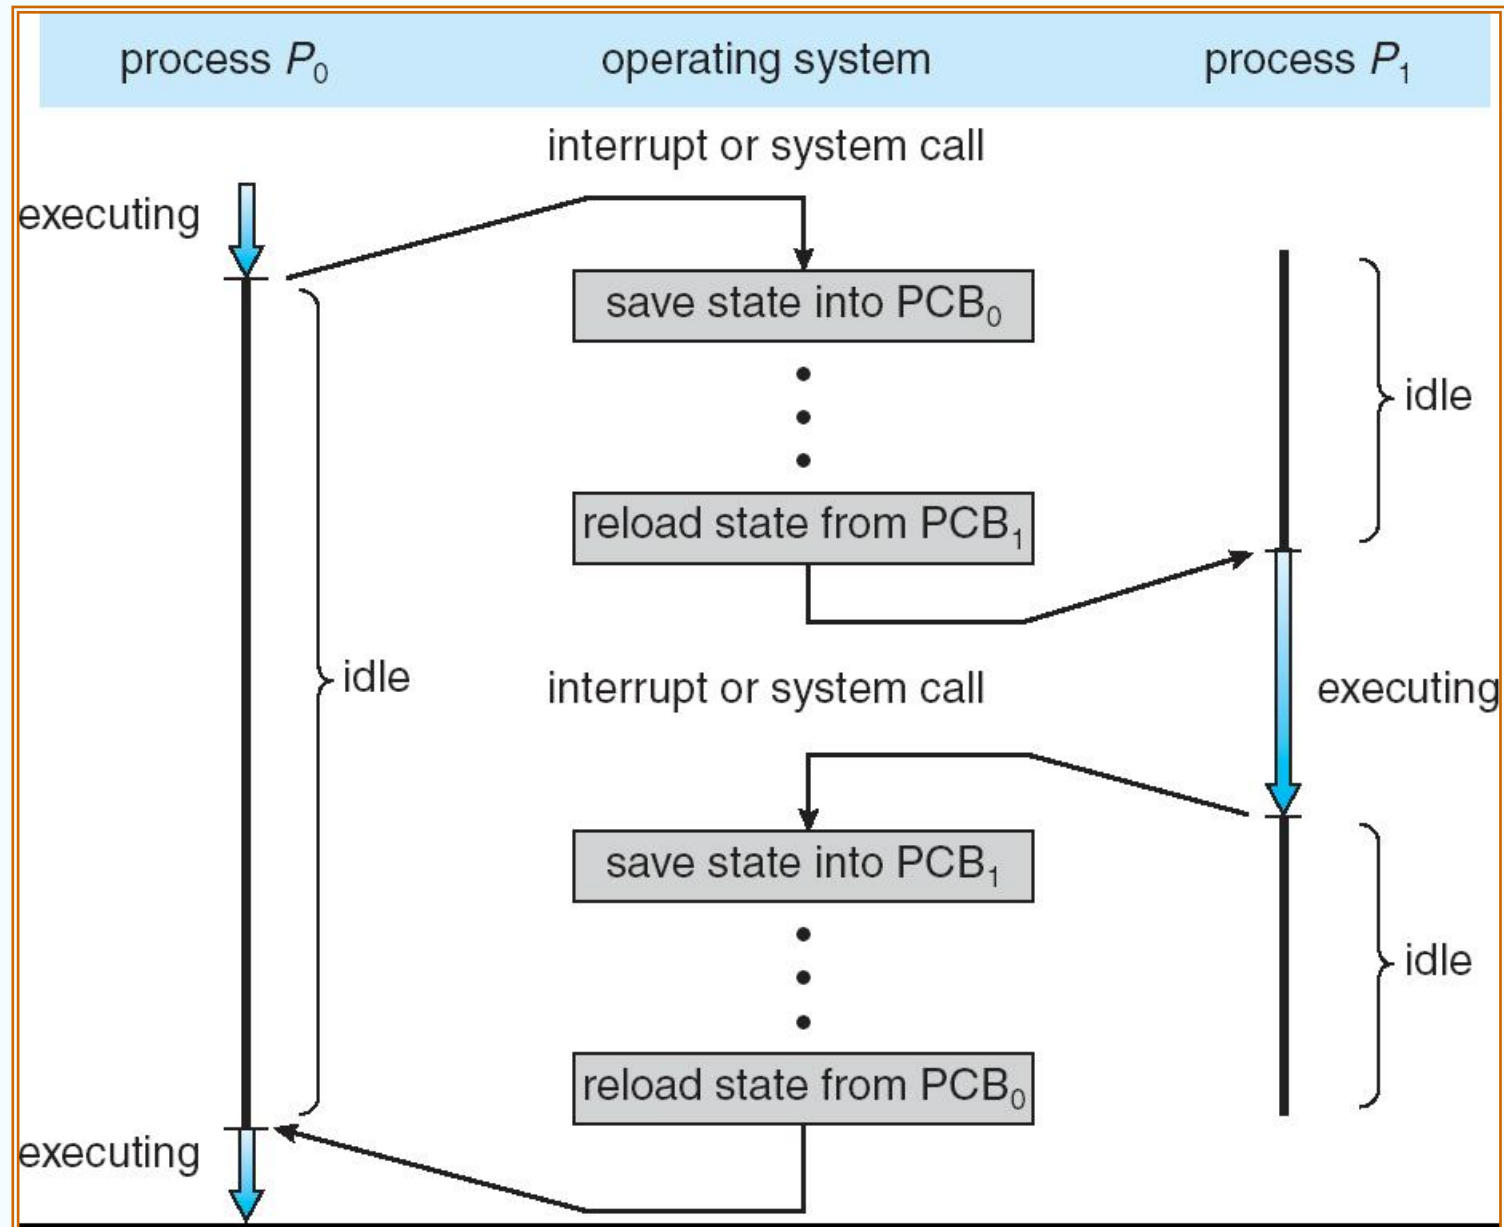 process P₀ operating system process P₁
interrupt or system call
executing
save state into PCB₀
idle
reload state from PCB₁
idle
interrupt or system call
executing
save state into PCB₁
idle
reload state from PCB₀
executing